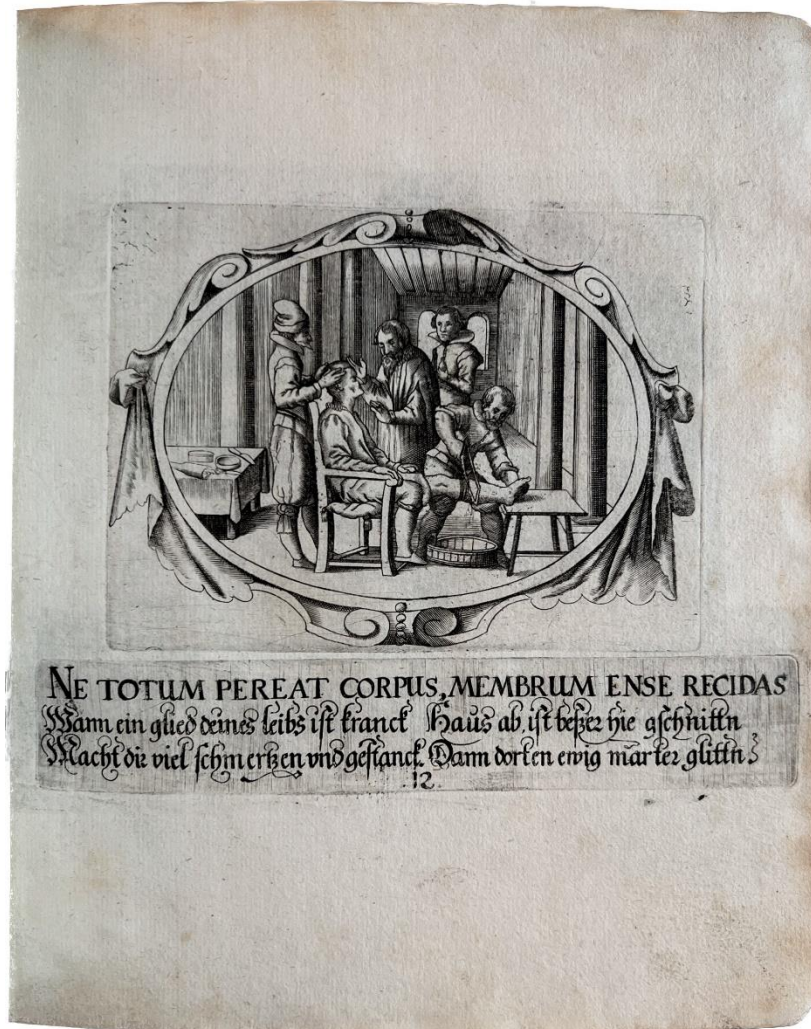 NE TOTUM PEREAT CORPUS, MEMBRUM ENSE RECIDAS
Wann ein glied deines leibs ist kranck Haus ab, ist beßer hie gschnittn,
Macht dir viel schmertzen vnd gestanck. Dann dorten ewig marter glittn.
.12.